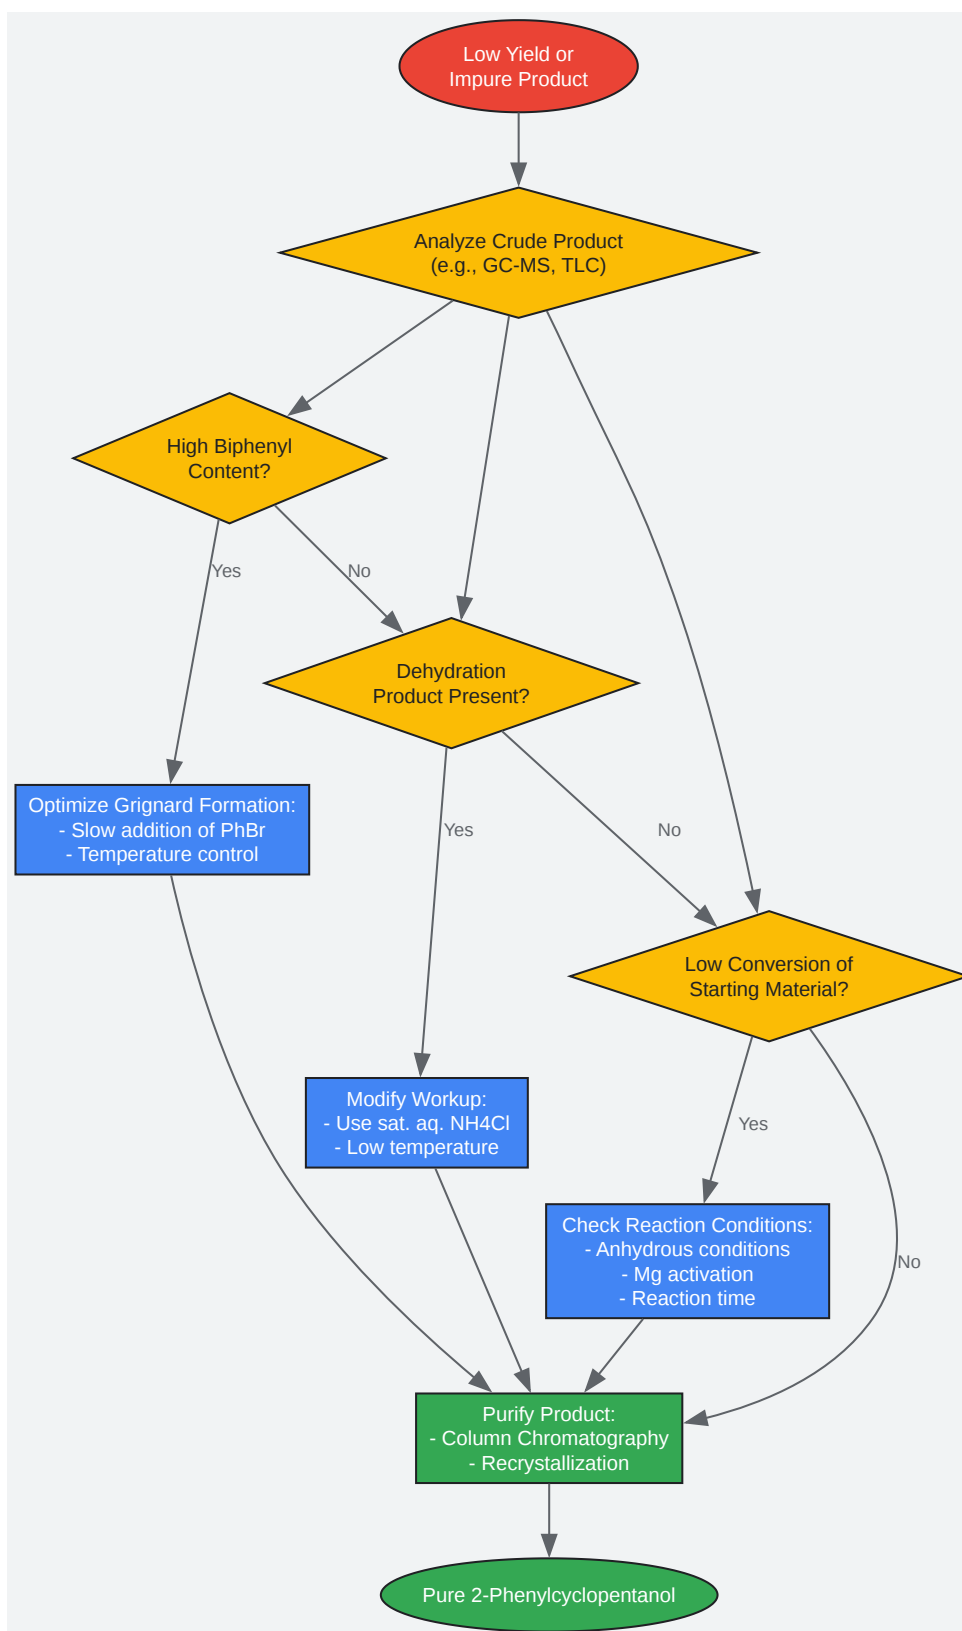 Low Yield or
Impure Product
Analyze Crude Product
(e.g., GC-MS, TLC)
High Biphenyl
Content?
Yes
No
Dehydration
Product Present?
Optimize Grignard Formation:
- Slow addition of PhBr
- Temperature control
Yes
No
Low Conversion of
Starting Material?
Modify Workup:
- Use sat. aq. NH4Cl
- Low temperature
Yes
Check Reaction Conditions:
- Anhydrous conditions
- Mg activation
- Reaction time
No
Purify Product:
- Column Chromatography
- Recrystallization
Pure 2-Phenylcyclopentanol